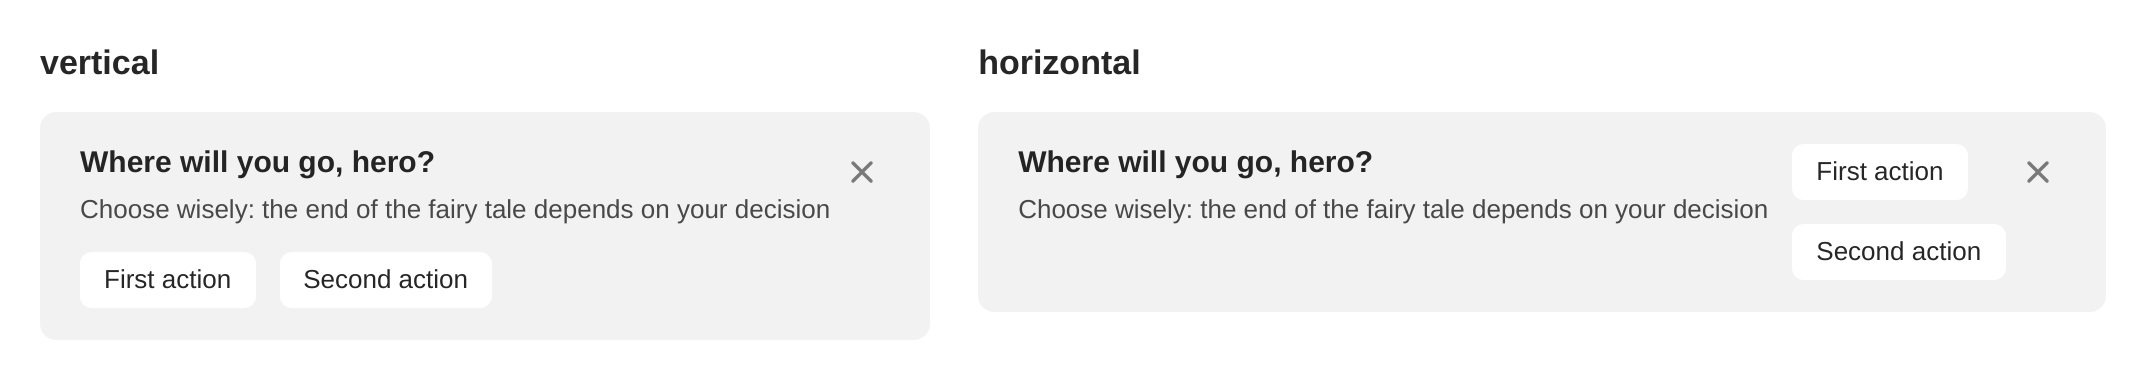 vertical
Where will you go, hero?
Choose wisely: the end of the fairy tale depends on your decision
First action
Second action
horizontal
Where will you go, hero?
Choose wisely: the end of the fairy tale depends on your decision
First action
Second action